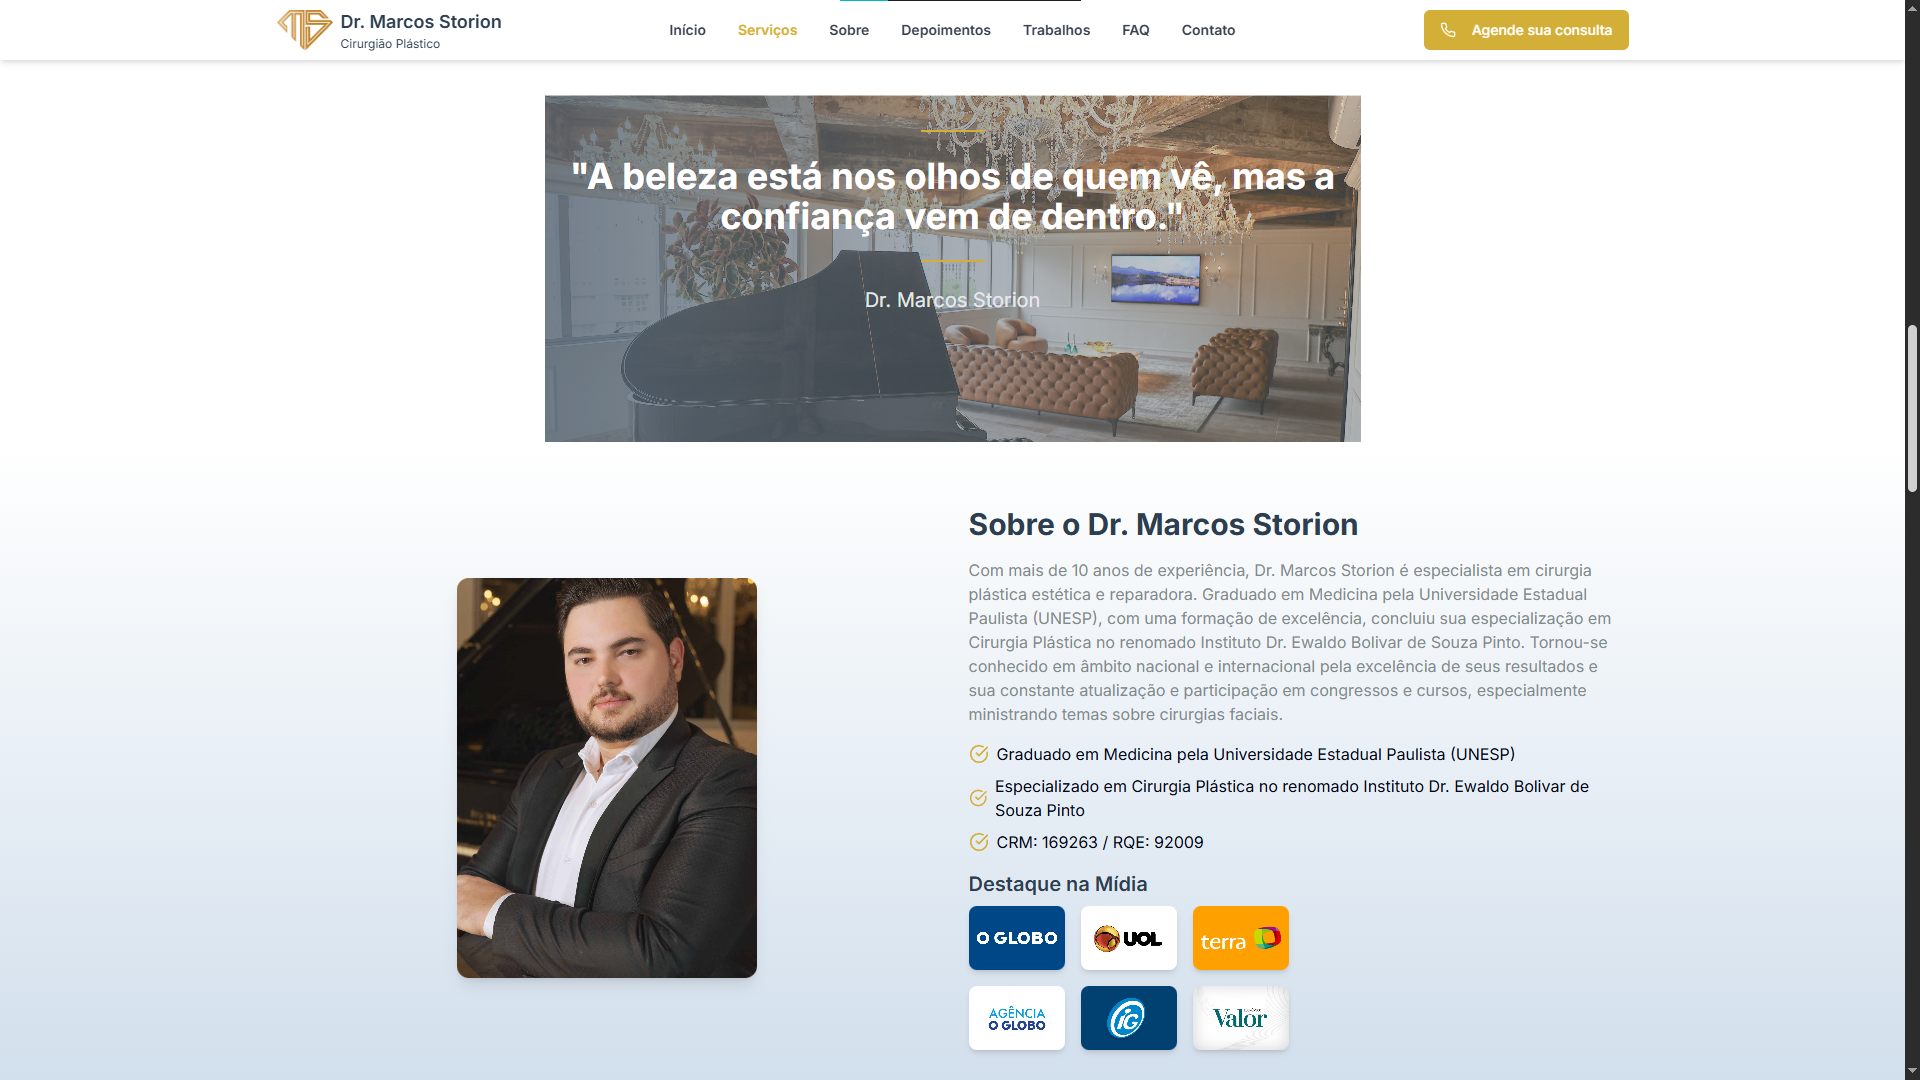 Dr. Marcos Storion
Cirurgião Plástico
Início
Serviços
Sobre
Depoimentos
Trabalhos
FAQ
Contato
Agende sua consulta
"A beleza está nos olhos de quem vê, mas a
confiança vem de dentro."
Dr. Marcos Storion
Sobre o Dr. Marcos Storion
Com mais de 10 anos de experiência, Dr. Marcos Storion é especialista em cirurgia
plástica estética e reparadora. Graduado em Medicina pela Universidade Estadual
Paulista (UNESP), com uma formação de excelência, concluiu sua especialização em
Cirurgia Plástica no renomado Instituto Dr. Ewaldo Bolivar de Souza Pinto. Tornou-se
conhecido em âmbito nacional e internacional pela excelência de seus resultados e
sua constante atualização e participação em congressos e cursos, especialmente
ministrando temas sobre cirurgias faciais.
Graduado em Medicina pela Universidade Estadual Paulista (UNESP)
Especializado em Cirurgia Plástica no renomado Instituto Dr. Ewaldo Bolivar de
Souza Pinto
CRM: 169263 / RQE: 92009
Destaque na Mídia
O GLOBO
UOL
terra
AGÊNCIA
O GLOBO
iG
Valor